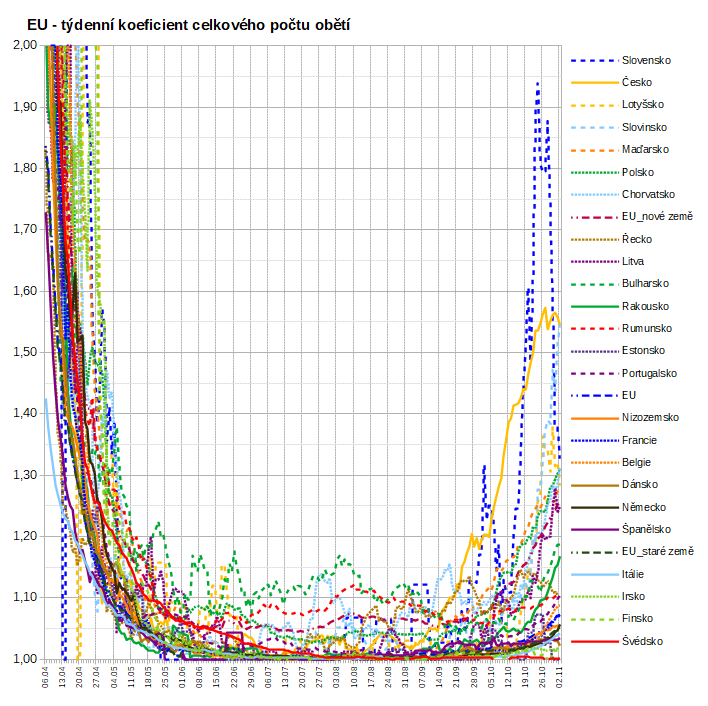 EU - týdenní koeficient celkového počtu obětí
2,00
1,90
1,80
1,70
1,60
1,50
1,40
1,30
1,20
1,10
1,00
06.04
13.04
20.04
27.04
04.05
11.05
18.05
25.05
01.06
08.06
15.06
22.06
29.06
06.07
13.07
20.07
27.07
03.08
10.08
17.08
24.08
31.08
07.09
14.09
21.09
28.09
05.10
12.10
19.10
26.10
02.11
Slovensko
Česko
Lotyšsko
Slovinsko
Maďarsko
Polsko
Chorvatsko
EU_nové země
Řecko
Litva
Bulharsko
Rakousko
Rumunsko
Estonsko
Portugalsko
EU
Nizozemsko
Francie
Belgie
Dánsko
Německo
Španělsko
EU_staré země
Itálie
Irsko
Finsko
Švédsko